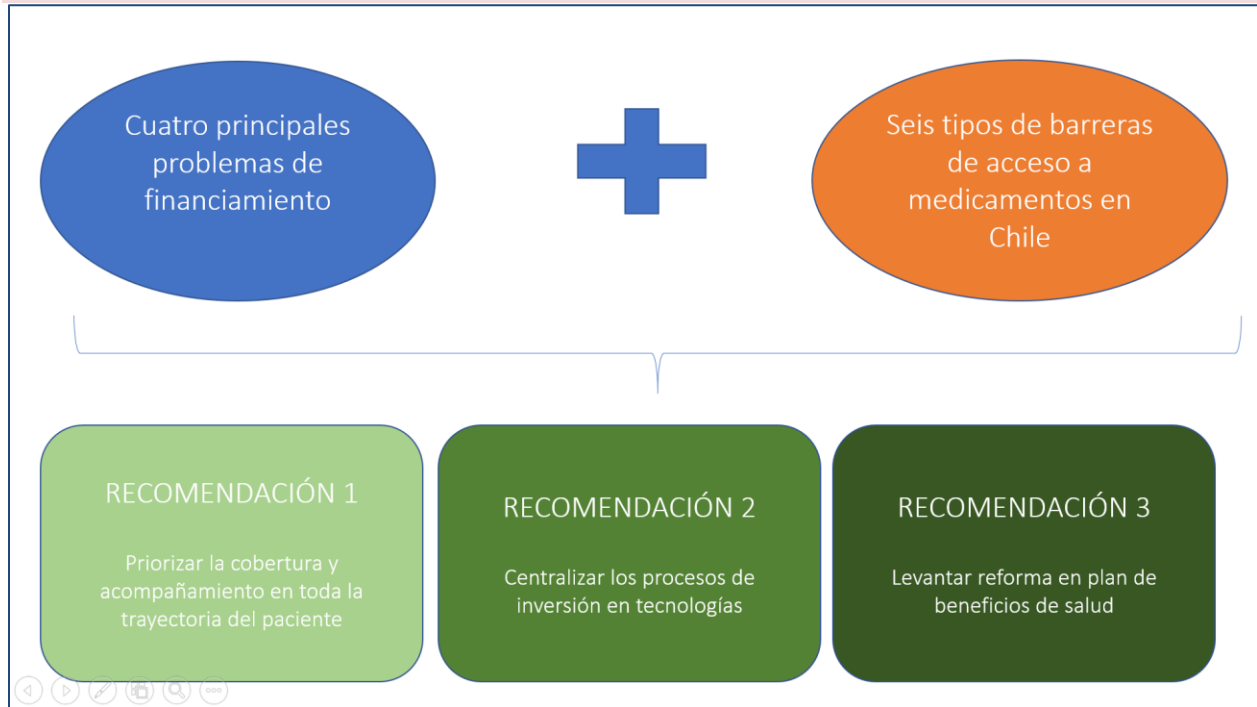 Cuatro principales
problemas de
financiamiento
Seis tipos de barreras
de acceso a
medicamentos en
Chile
RECOMENDACIÓN 1
Priorizar la cobertura y
acompañamiento en toda la
trayectoria del paciente
RECOMENDACIÓN 2
Centralizar los procesos de
inversión en tecnologías
RECOMENDACIÓN 3
Levantar reforma en plan de
beneficios de salud